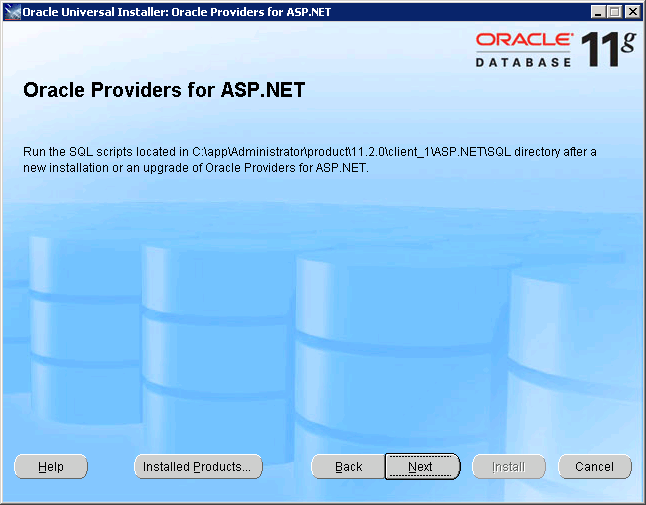 Oracle Universal Installer: Oracle Providers for ASP.NET
ORACLE
DATABASE 11g
Oracle Providers for ASP.NET
Run the SQL scripts located in C:\app\Administrator\product\11.2.0\client_1\ASP.NET\SQL directory after a
new installation or an upgrade of Oracle Providers for ASP.NET.
Help Installed Products... Back Next Install Cancel